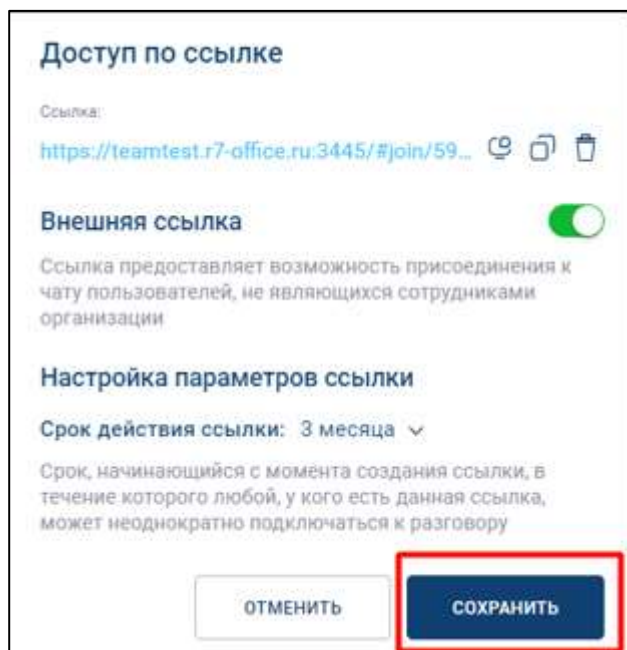 Доступ по ссылке
Ссылка:
https://teamtest.r7-office.ru:3445/#join/59...
Внешняя ссылка
Ссылка предоставляет возможность присоединения к
чату пользователей, не являющихся сотрудниками
организации
Настройка параметров ссылки
Срок действия ссылки: 3 месяца
Срок, начинающийся с момента создания ссылки, в
течение которого любой, у кого есть данная ссылка,
может неоднократно подключаться к разговору
ОТМЕНИТЬ
СОХРАНИТЬ